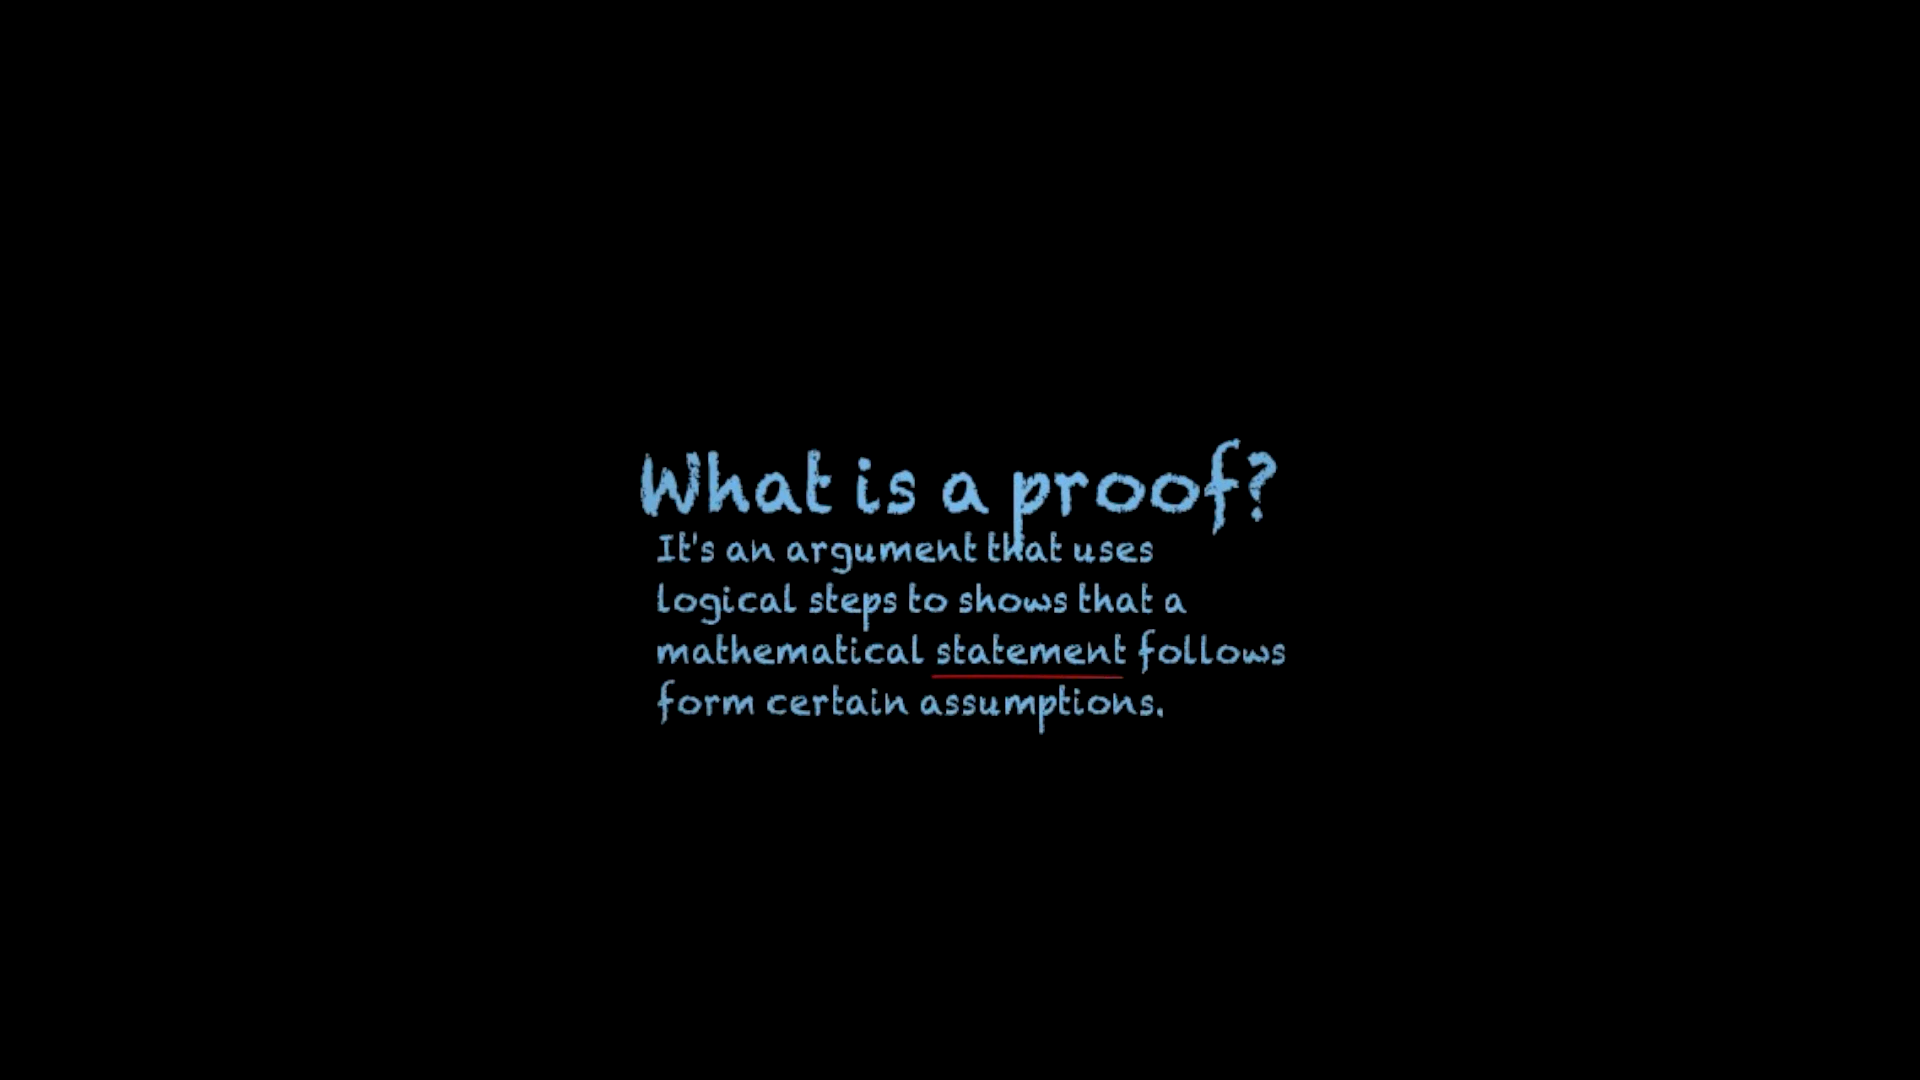 What is a proof?
It's an argument that uses
logical steps to shows that a
mathematical statement follows
form certain assumptions.